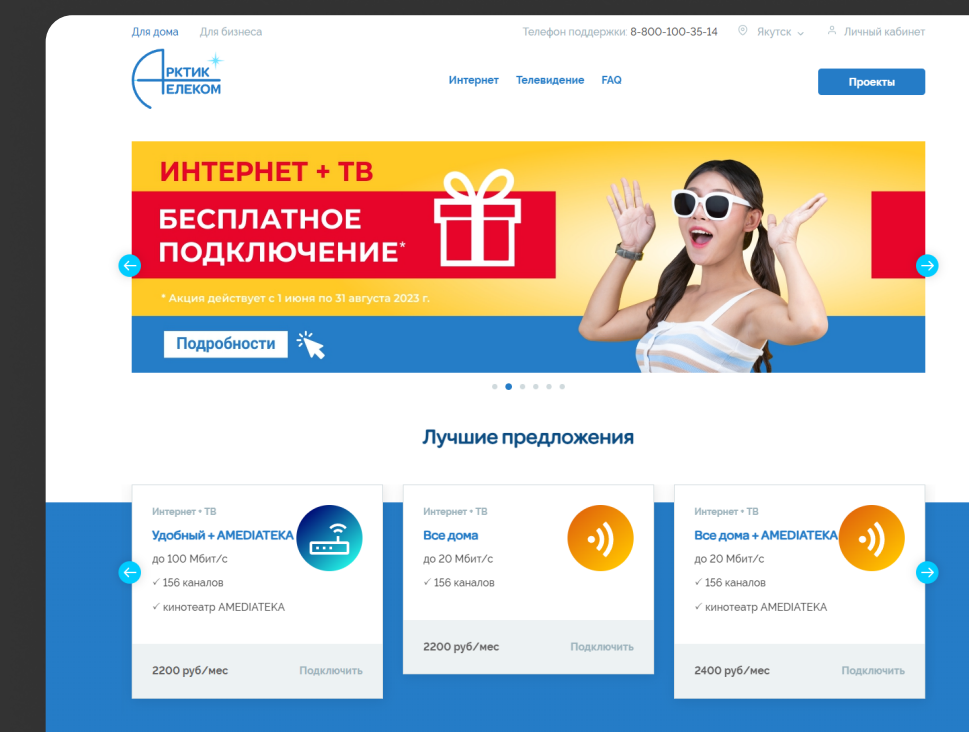 Для дома Для бизнеса Телефон поддержки: 8-800-100-35-14 Якутск Личный кабинет
АРКТИК
ТЕЛЕКОМ
Интернет Телевидение FAQ Проекты
ИНТЕРНЕТ + ТВ
БЕСПЛАТНОЕ
ПОДКЛЮЧЕНИЕ*
* Акция действует с 1 июня по 31 августа 2023 г.
Подробности
Лучшие предложения
Интернет + ТВ
Удобный + AMEDIATEKA
до 100 Мбит/с
✓ 156 каналов
✓ кинотеатр AMEDIATEKA
2200 руб/мес Подключить
Интернет + ТВ
Все дома
до 20 Мбит/с
✓ 156 каналов
2200 руб/мес Подключить
Интернет + ТВ
Все дома + AMEDIATEKA
до 20 Мбит/с
✓ 156 каналов
✓ кинотеатр AMEDIATEKA
2400 руб/мес Подключить